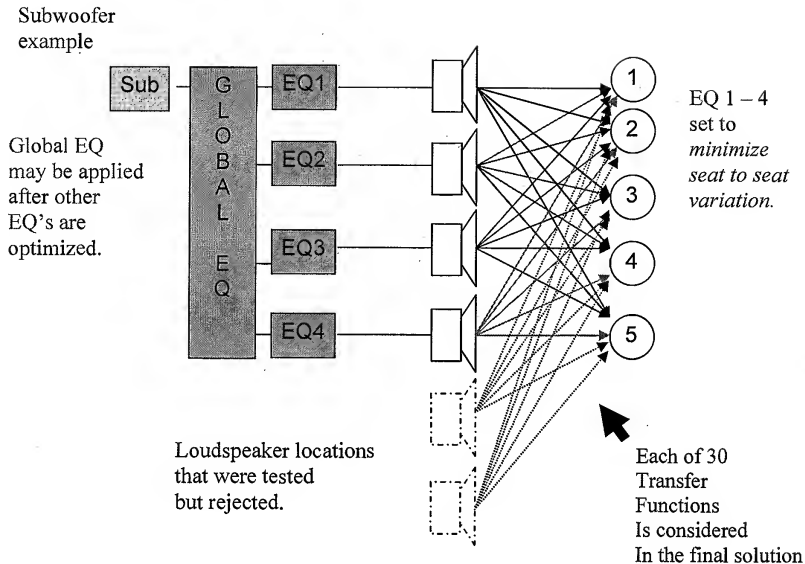 Subwoofer
example
Sub
G
L
O
B
A
L
E
Q
EQ1
EQ2
EQ3
EQ4
1
2
3
4
5
EQ 1 – 4
set to
minimize
seat to seat
variation.
Global EQ
may be applied
after other
EQ's are
optimized.
Loudspeaker locations
that were tested
but rejected.
Each of 30
Transfer
Functions
Is considered
In the final solution